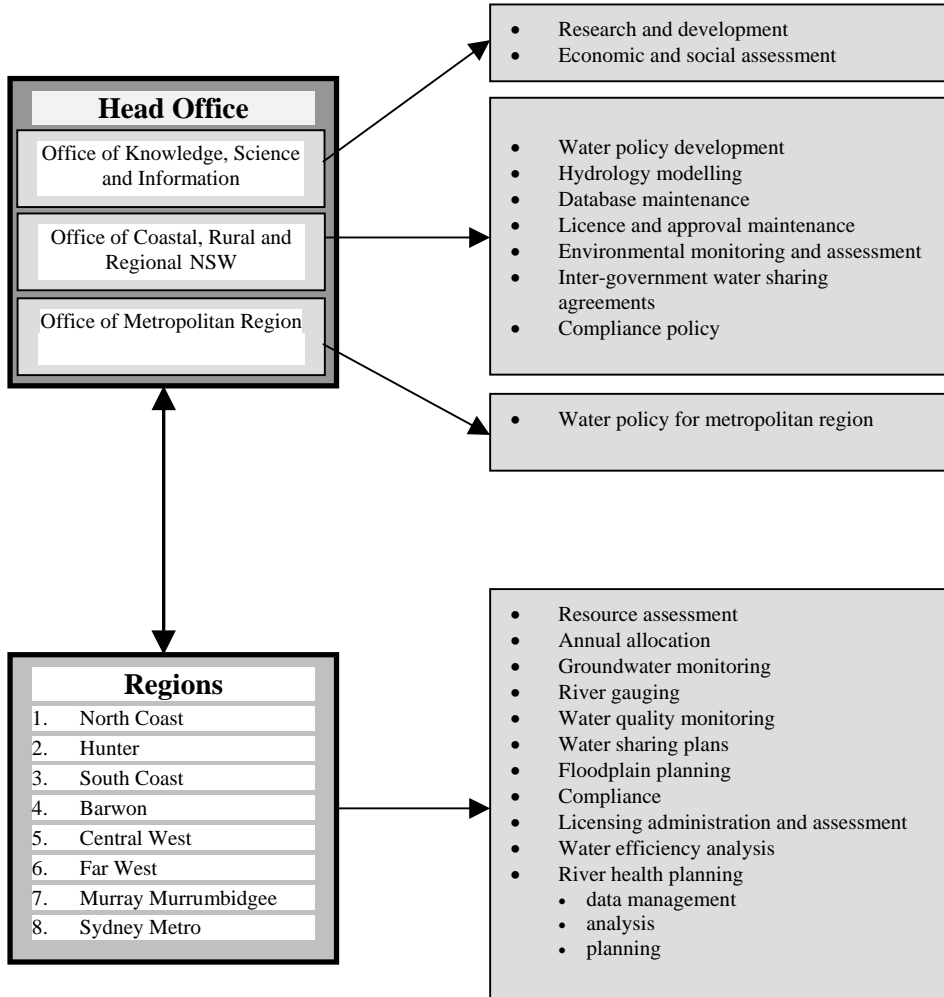 Head Office
Office of Knowledge, Science
and Information
Office of Coastal, Rural and
Regional NSW
Office of Metropolitan Region
• Research and development
• Economic and social assessment
• Water policy development
• Hydrology modelling
• Database maintenance
• Licence and approval maintenance
• Environmental monitoring and assessment
• Inter-government water sharing
agreements
• Compliance policy
• Water policy for metropolitan region
Regions
1. North Coast
2. Hunter
3. South Coast
4. Barwon
5. Central West
6. Far West
7. Murray Murrumbidgee
8. Sydney Metro
• Resource assessment
• Annual allocation
• Groundwater monitoring
• River gauging
• Water quality monitoring
• Water sharing plans
• Floodplain planning
• Compliance
• Licensing administration and assessment
• Water efficiency analysis
• River health planning
• data management
• analysis
• planning